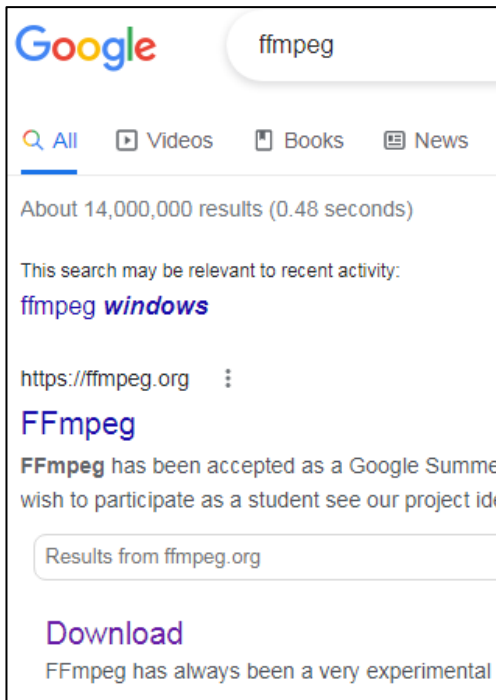 Google
ffmpeg
All Videos Books News
About 14,000,000 results (0.48 seconds)
This search may be relevant to recent activity:
ffmpeg windows
https://ffmpeg.org
FFmpeg
FFmpeg has been accepted as a Google Summe
wish to participate as a student see our project ide
Results from ffmpeg.org
Download
FFmpeg has always been a very experimental